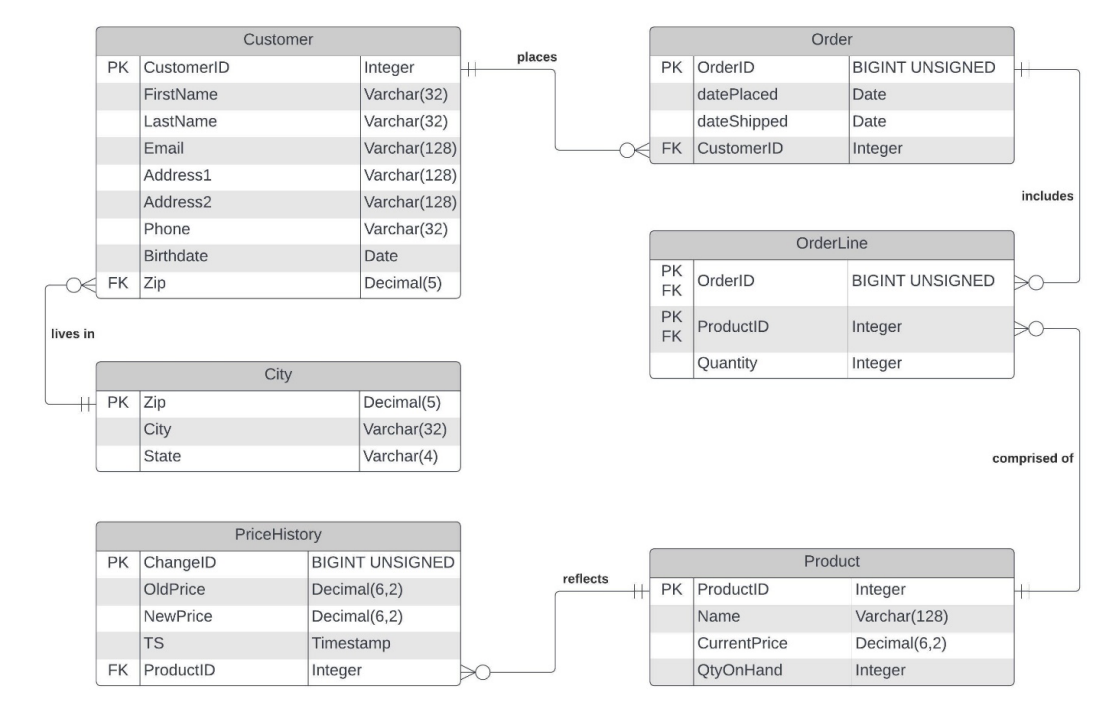 Customer
PK CustomerID Integer
FirstName Varchar(32)
LastName Varchar(32)
Email Varchar(128)
Address1 Varchar(128)
Address2 Varchar(128)
Phone Varchar(32)
Birthdate Date
FK Zip Decimal(5)
places
Order
PK OrderID BIGINT UNSIGNED
datePlaced Date
dateShipped Date
FK CustomerID Integer
includes
OrderLine
PK
FK OrderID BIGINT UNSIGNED
PK
FK ProductID Integer
Quantity Integer
lives in
City
PK Zip Decimal(5)
City Varchar(32)
State Varchar(4)
comprised of
PriceHistory
PK ChangeID BIGINT UNSIGNED
OldPrice Decimal(6,2)
NewPrice Decimal(6,2)
TS Timestamp
FK ProductID Integer
reflects
Product
PK ProductID Integer
Name Varchar(128)
CurrentPrice Decimal(6,2)
QtyOnHand Integer